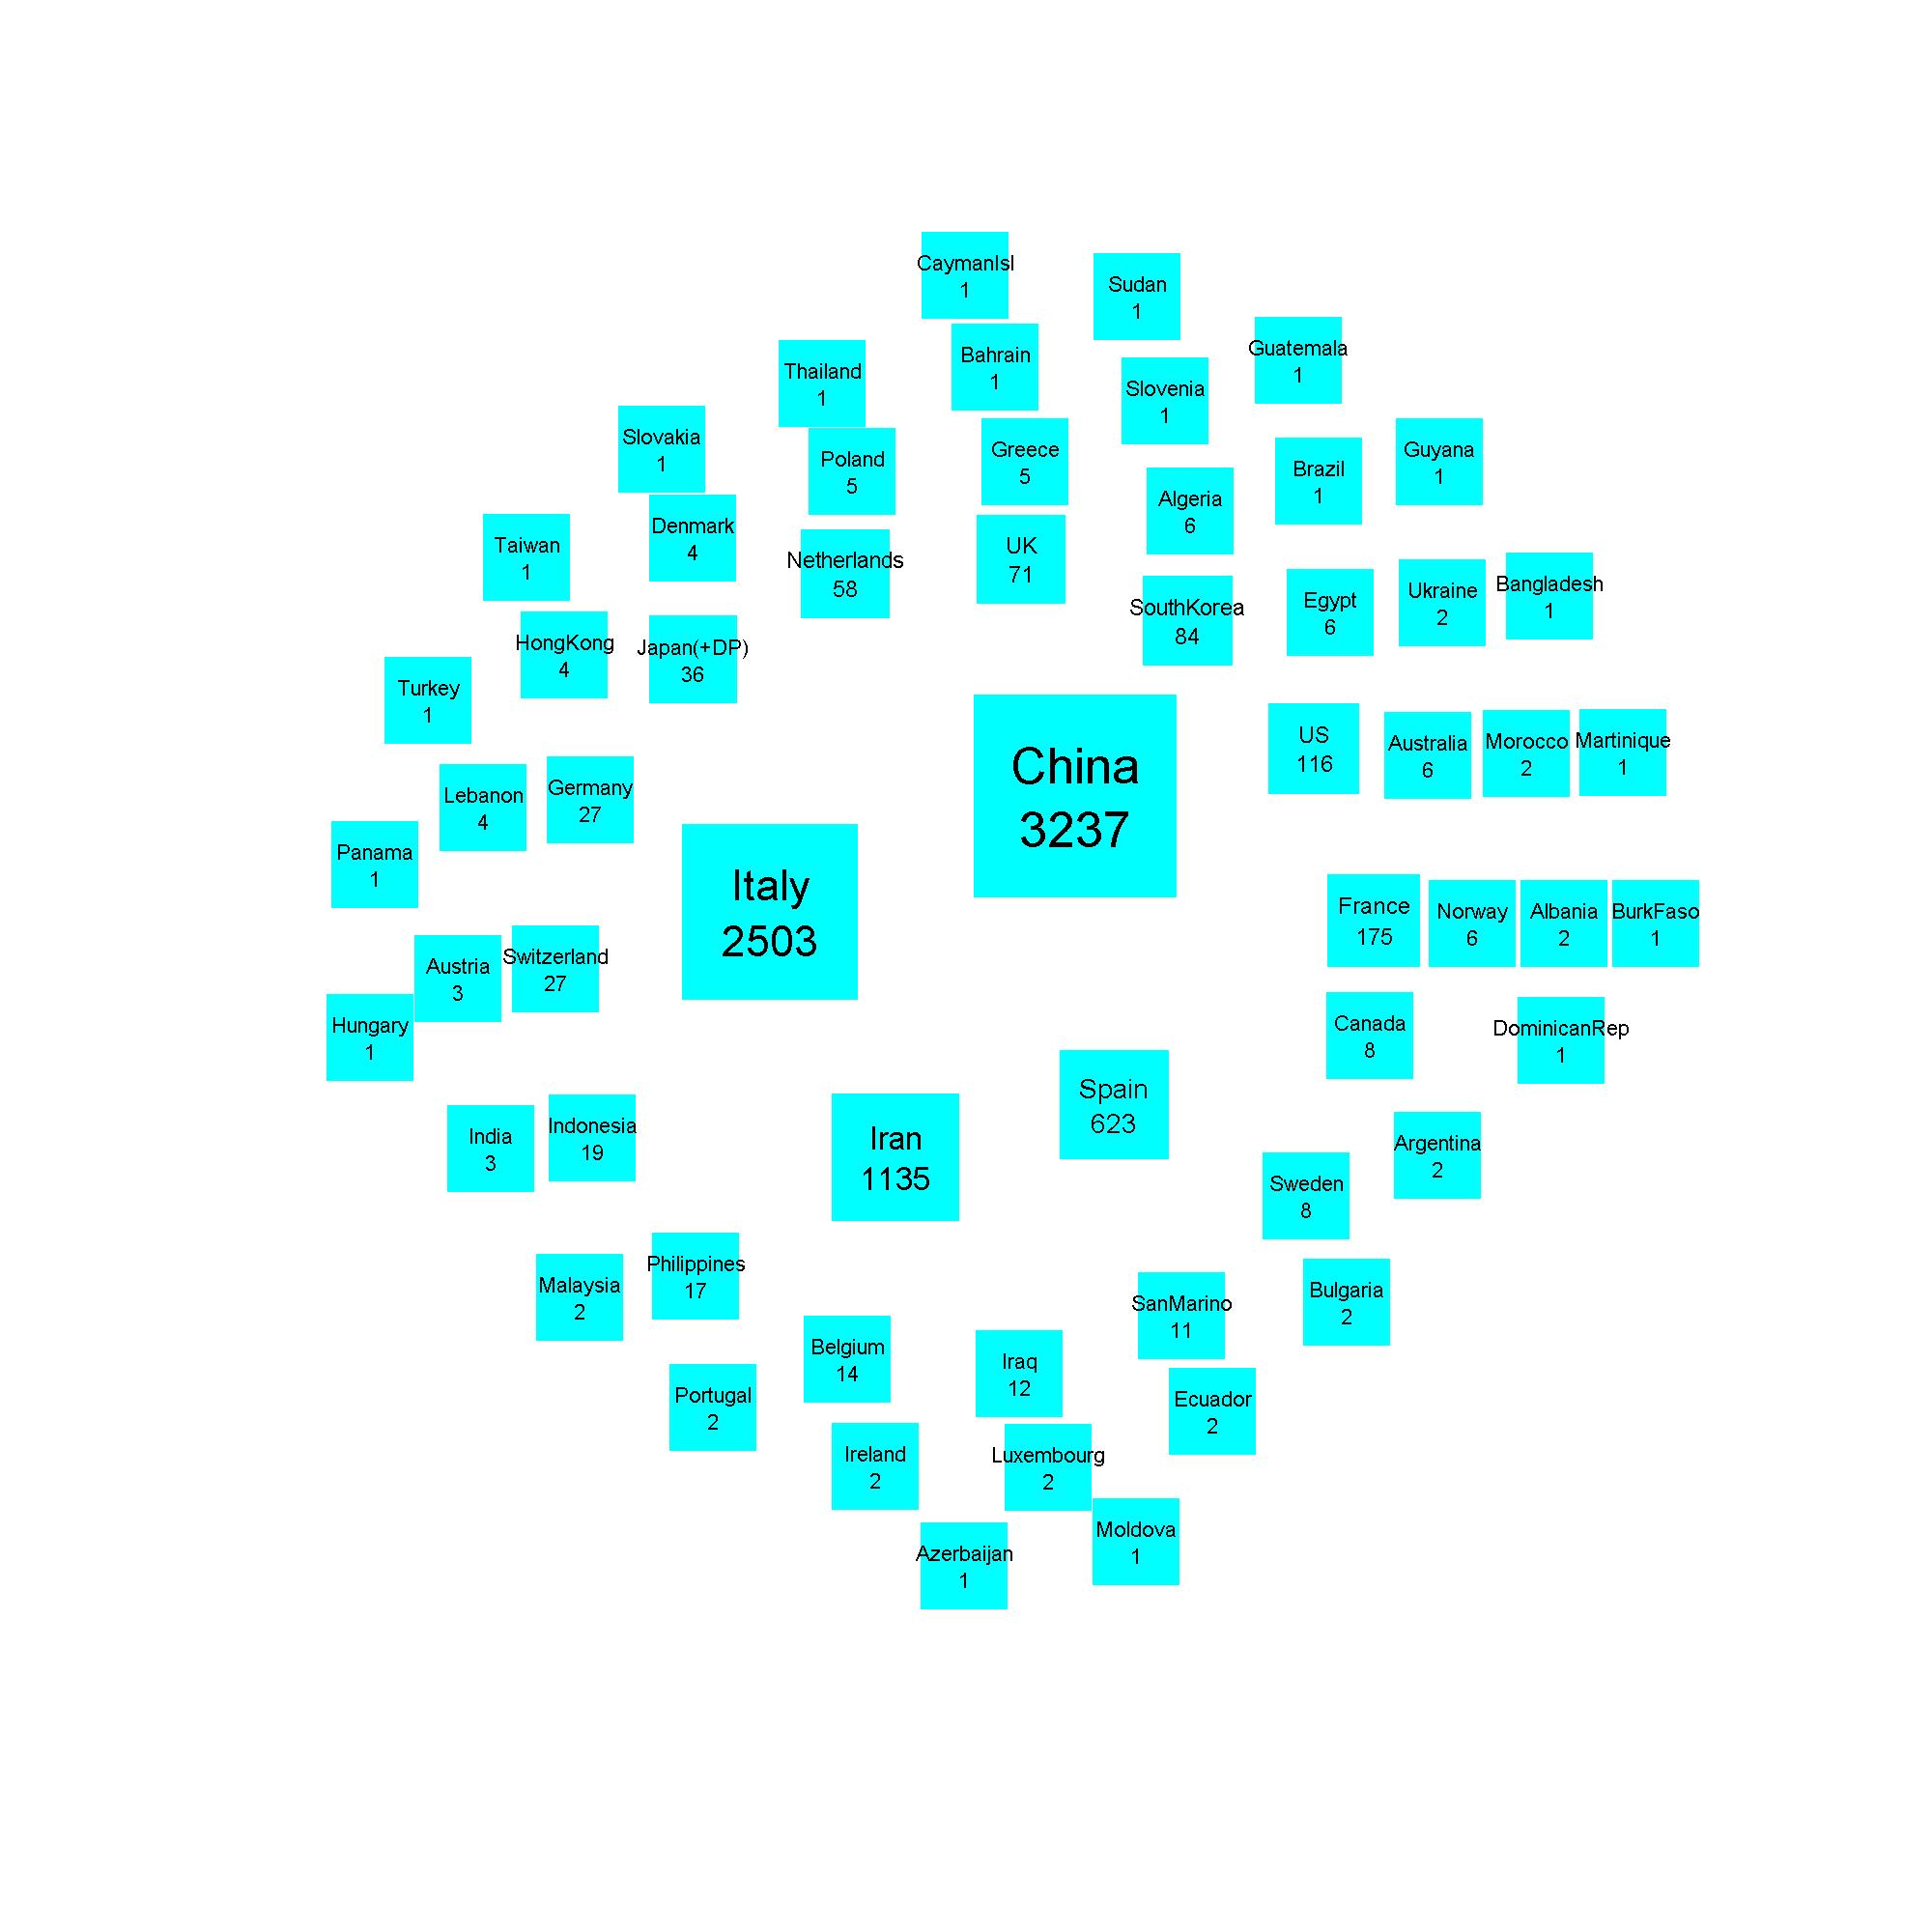 CaymanIsl
1
Sudan
1
Guatemala
1
Bahrain
1
Thailand
1
Slovenia
1
Slovakia
1
Poland
5
Greece
5
Brazil
1
Guyana
1
Algeria
6
Taiwan
1
Denmark
4
Netherlands
58
UK
71
SouthKorea
84
Egypt
6
Ukraine
2
Bangladesh
1
HongKong
4
Japan(+DP)
36
Turkey
1
China
3237
US
116
Australia
6
Morocco
2
Martinique
1
Lebanon
4
Germany
27
Panama
1
Italy
2503
France
175
Norway
6
Albania
2
BurkFaso
1
Austria
3
Switzerland
27
Hungary
1
Canada
8
DominicanRep
1
India
3
Indonesia
19
Iran
1135
Spain
623
Argentina
2
Sweden
8
Malaysia
2
Philippines
17
SanMarino
11
Bulgaria
2
Belgium
14
Iraq
12
Portugal
2
Ecuador
2
Ireland
2
Luxembourg
2
Moldova
1
Azerbaijan
1